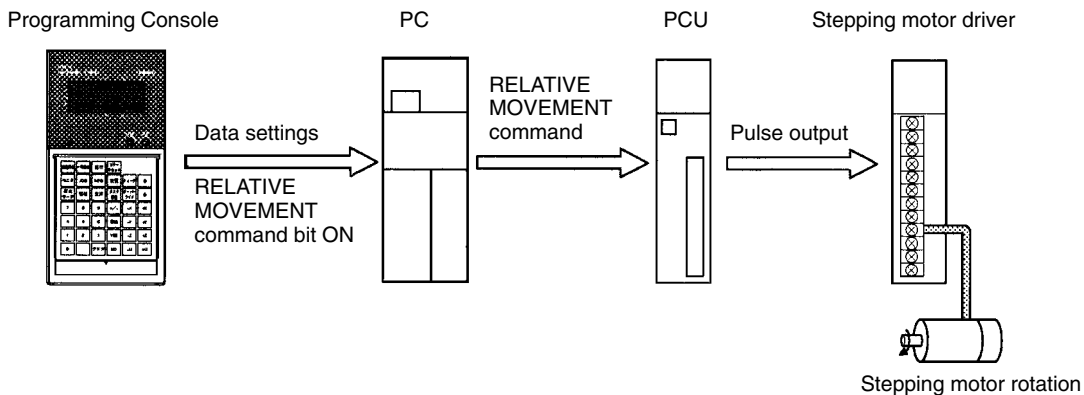 Programming Console
PC
PCU
Stepping motor driver
Data settings
RELATIVE
MOVEMENT
command bit ON
RELATIVE
MOVEMENT
command
Pulse output
Stepping motor rotation